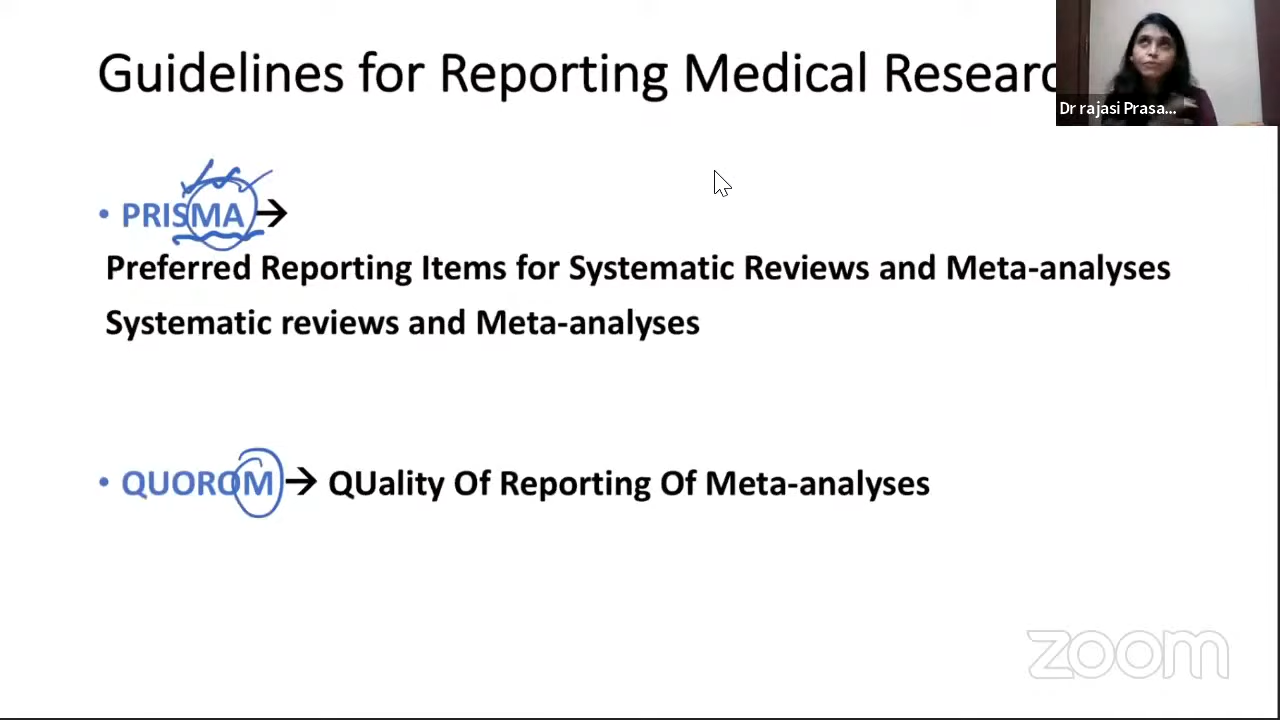 Guidelines for Reporting Medical Researc
Dr rajasi Prasa...
• PRISMA →
Preferred Reporting Items for Systematic Reviews and Meta-analyses
Systematic reviews and Meta-analyses
• QUOROM → QUality Of Reporting Of Meta-analyses
zoom